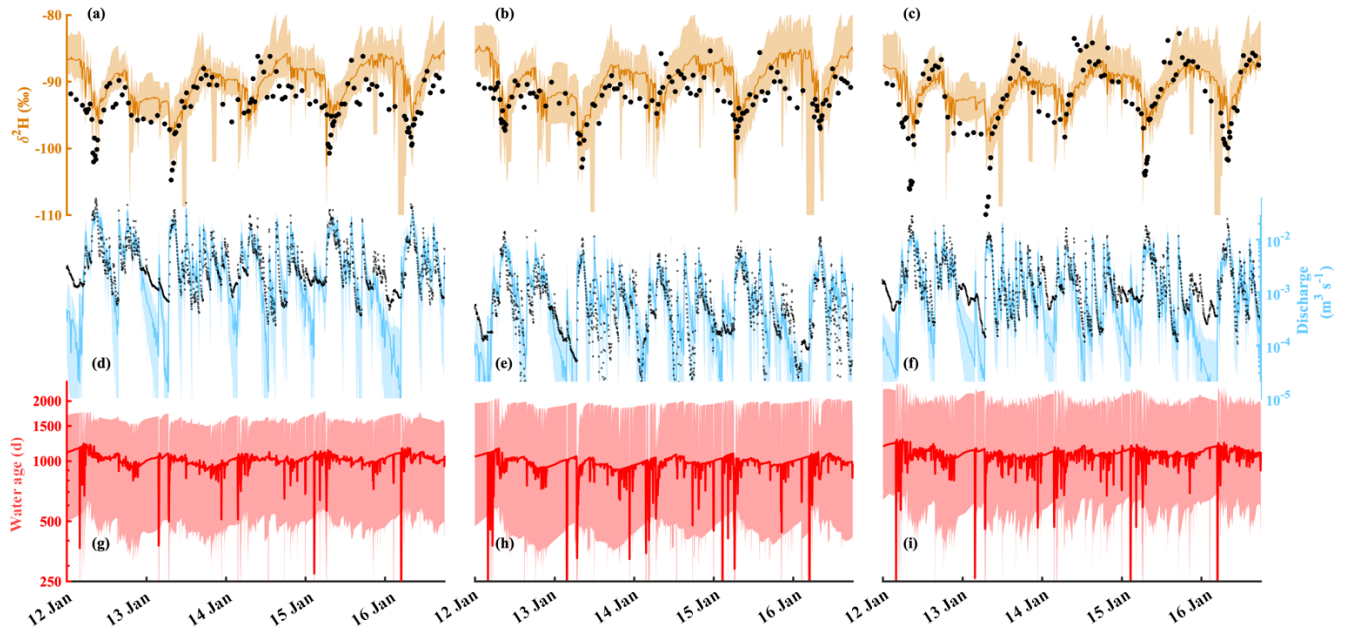 (a)
(b)
(c)
-80
-90
-100
-110
δ²H (‰)
10⁻²
10⁻³
10⁻⁴
10⁻⁵
Discharge
(m³ s⁻¹)
(d)
(e)
(f)
2000
1500
1000
500
250
Water age (d)
(g)
(h)
(i)
12 Jan
13 Jan
14 Jan
15 Jan
16 Jan
12 Jan
13 Jan
14 Jan
15 Jan
16 Jan
12 Jan
13 Jan
14 Jan
15 Jan
16 Jan